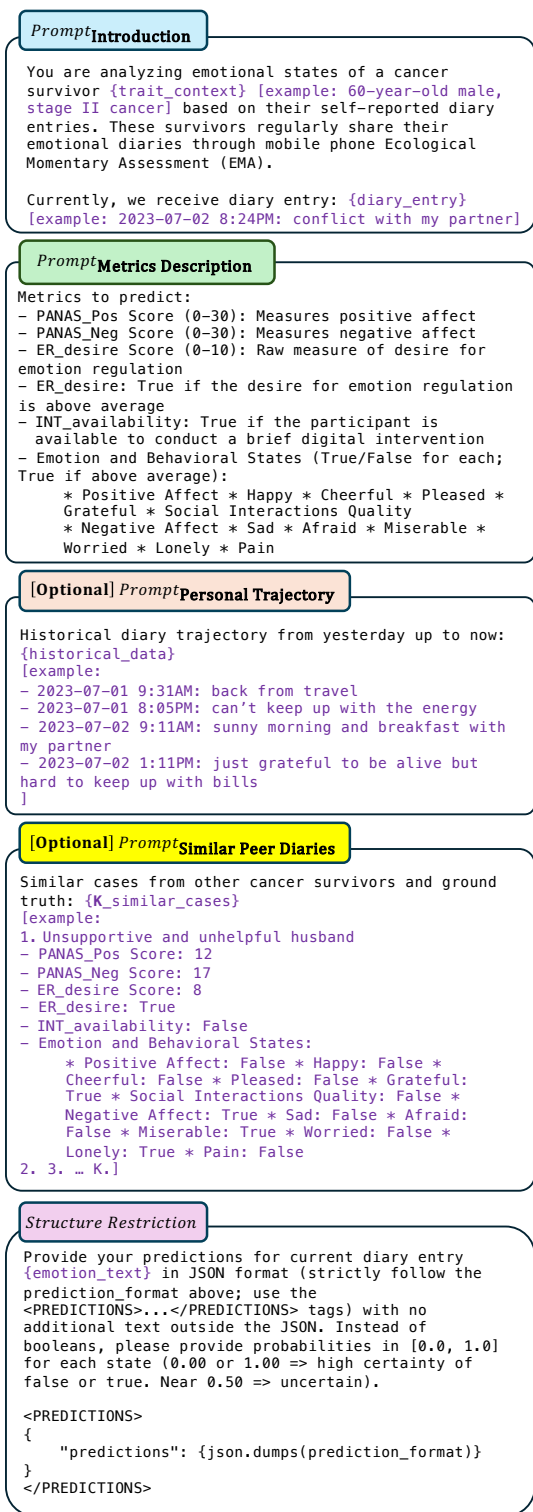 Prompt Introduction
You are analyzing emotional states of a cancer
survivor {trait_context} [example: 60-year-old male,
stage II cancer] based on their self-reported diary
entries. These survivors regularly share their
emotional diaries through mobile phone Ecological
Momentary Assessment (EMA).
Currently, we receive diary entry: {diary_entry}
[example: 2023-07-02 8:24PM: conflict with my partner]
Prompt Metrics Description
Metrics to predict:
– PANAS_Pos Score (0–30): Measures positive affect
– PANAS_Neg Score (0–30): Measures negative affect
– ER_desire Score (0-10): Raw measure of desire for
emotion regulation
– ER_desire: True if the desire for emotion regulation
is above average
– INT_availability: True if the participant is
available to conduct a brief digital intervention
– Emotion and Behavioral States (True/False for each;
True if above average):
* Positive Affect * Happy * Cheerful * Pleased *
Grateful * Social Interactions Quality
* Negative Affect * Sad * Afraid * Miserable *
Worried * Lonely * Pain
[Optional] Prompt Personal Trajectory
Historical diary trajectory from yesterday up to now:
{historical_data}
[example:
– 2023-07-01 9:31AM: back from travel
– 2023-07-01 8:05PM: can't keep up with the energy
– 2023-07-02 9:11AM: sunny morning and breakfast with
my partner
– 2023-07-02 1:11PM: just grateful to be alive but
hard to keep up with bills
]
[Optional] Prompt Similar Peer Diaries
Similar cases from other cancer survivors and ground
truth: {K_similar_cases}
[example:
1. Unsupportive and unhelpful husband
– PANAS_Pos Score: 12
– PANAS_Neg Score: 17
– ER_desire Score: 8
– ER_desire: True
– INT_availability: False
– Emotion and Behavioral States:
* Positive Affect: False * Happy: False *
Cheerful: False * Pleased: False * Grateful:
True * Social Interactions Quality: False *
Negative Affect: True * Sad: False * Afraid:
False * Miserable: True * Worried: False *
Lonely: True * Pain: False
2. 3. … K.]
Structure Restriction
Provide your predictions for current diary entry
{emotion_text} in JSON format (strictly follow the
prediction_format above; use the
<PREDICTIONS>...</PREDICTIONS> tags) with no
additional text outside the JSON. Instead of
booleans, please provide probabilities in [0.0, 1.0]
for each state (0.00 or 1.00 => high certainty of
false or true. Near 0.50 => uncertain).
<PREDICTIONS>
{
"predictions": {json.dumps(prediction_format)}
}
</PREDICTIONS>